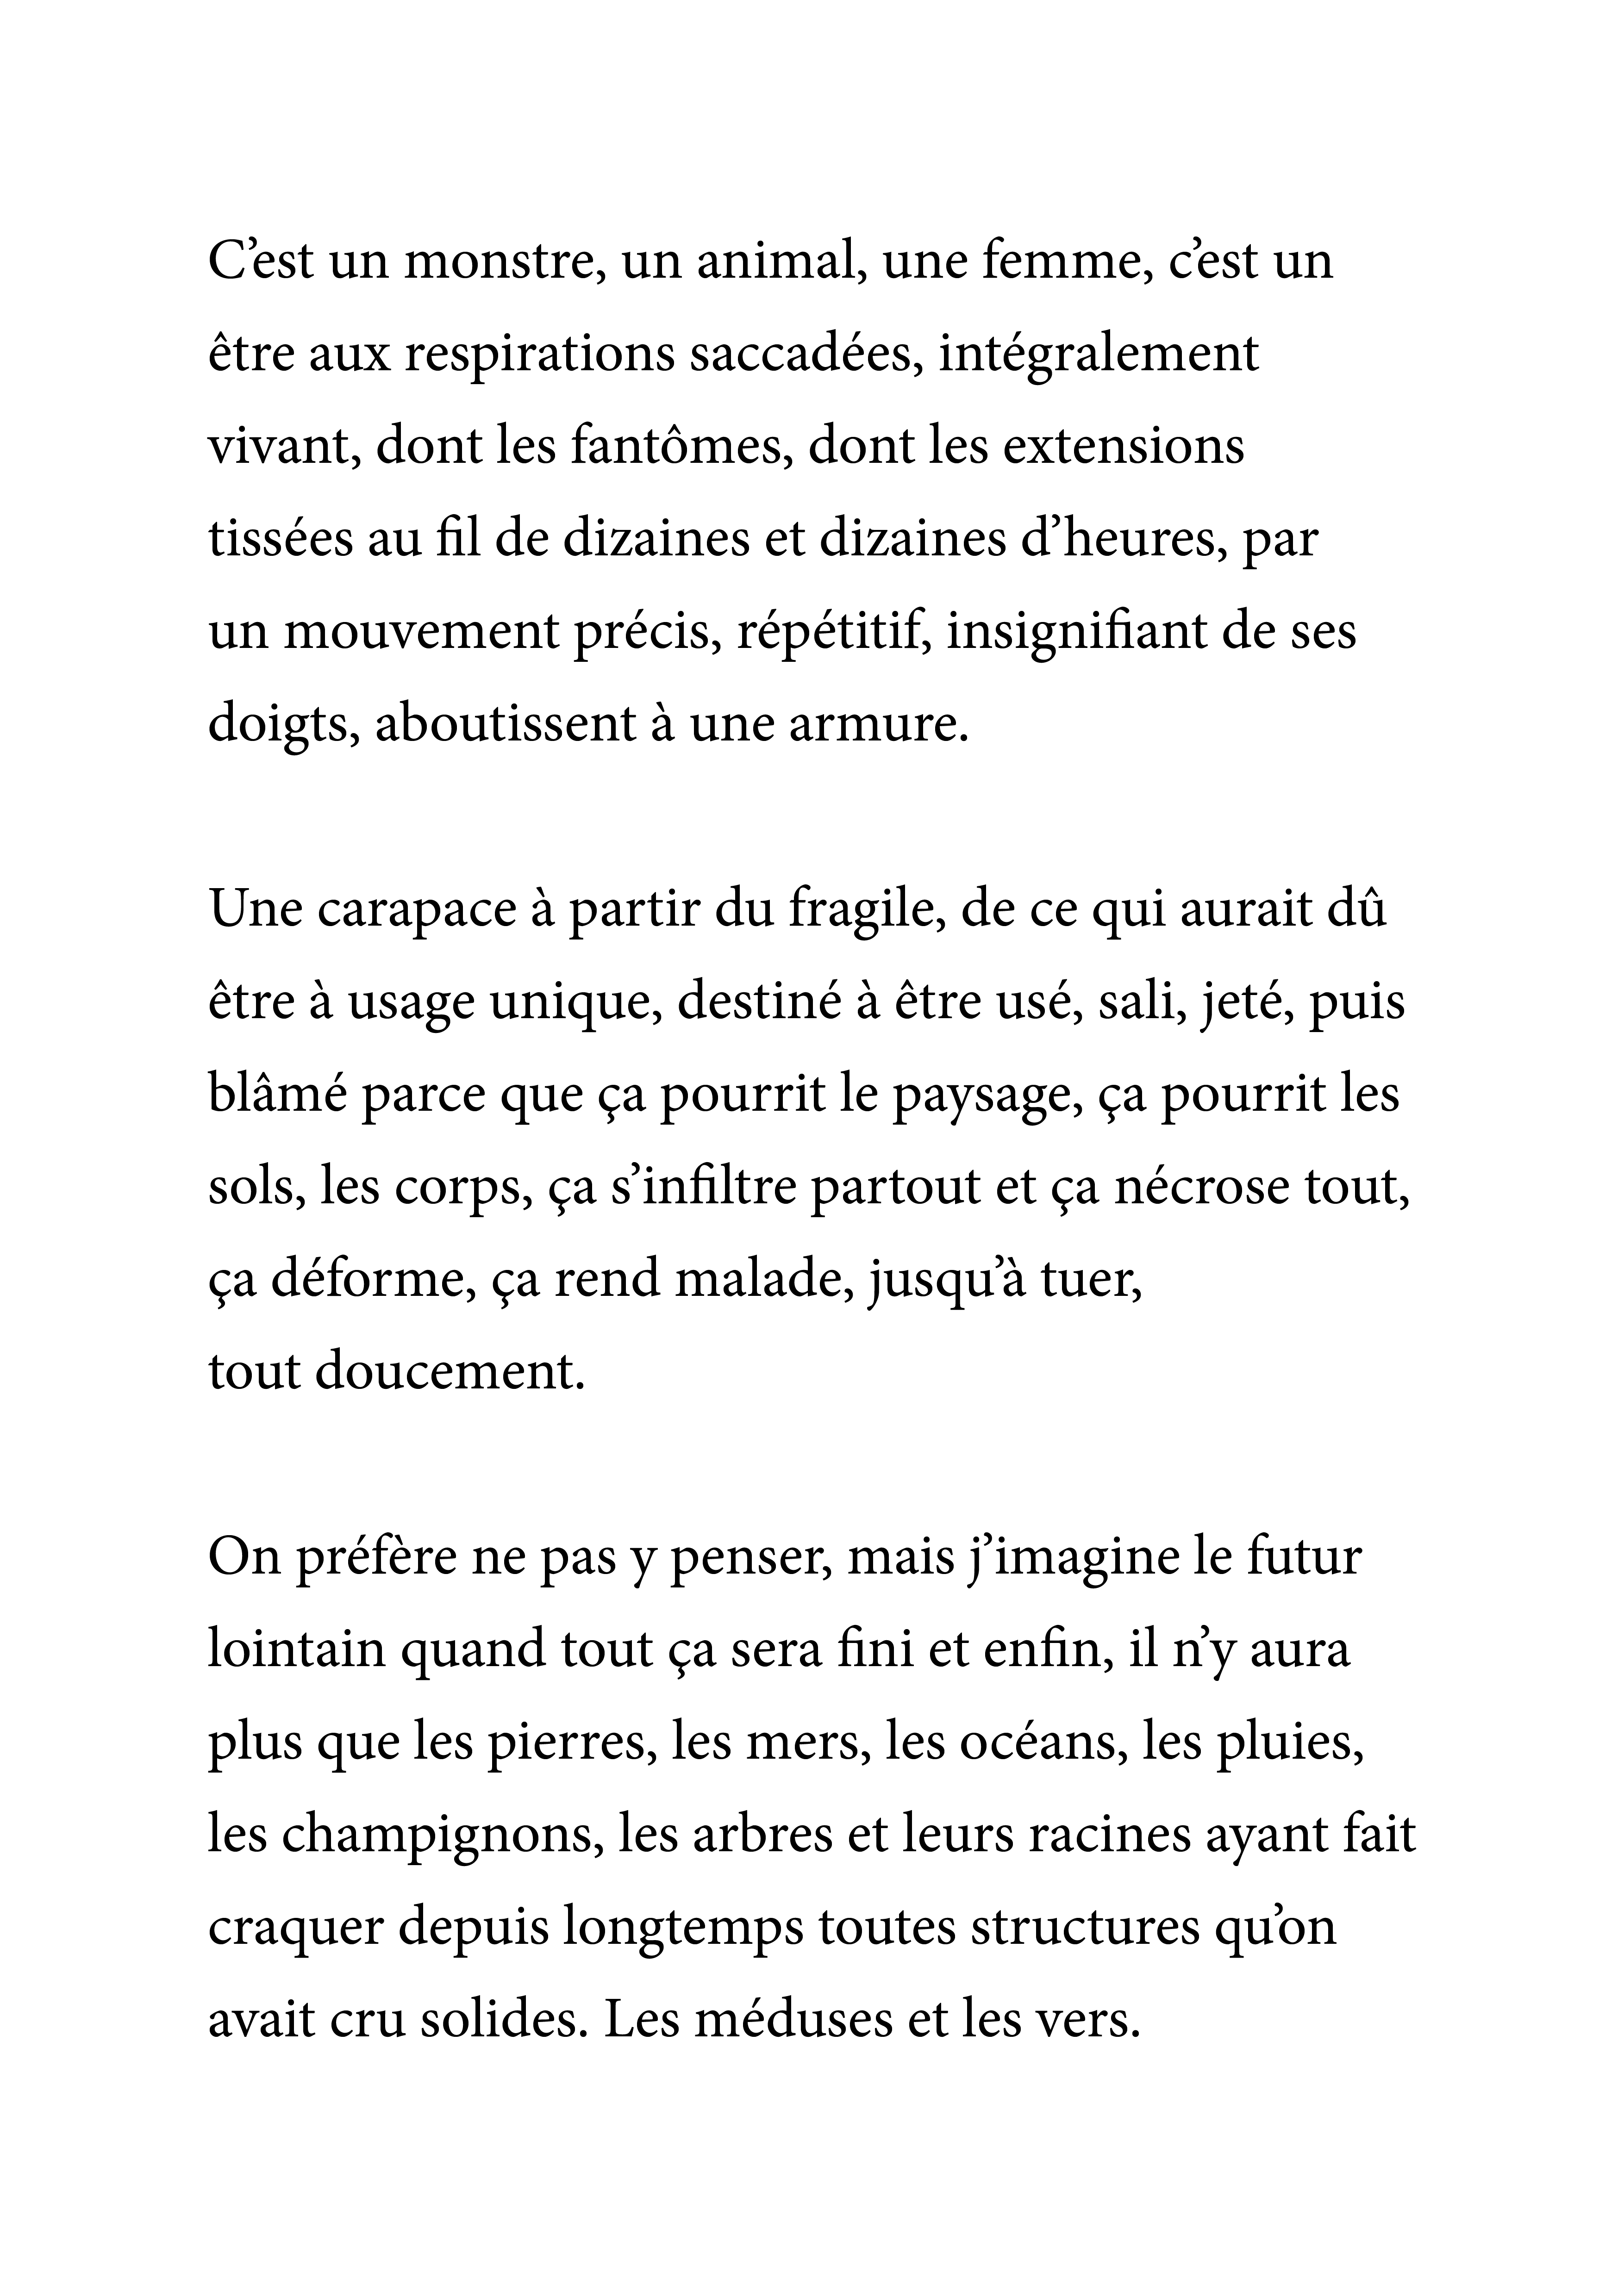 C’est un monstre, un animal, une femme, c’est un
être aux respirations saccadées, intégralement
vivant, dont les fantômes, dont les extensions
tissées au fil de dizaines et dizaines d’heures, par
un mouvement précis, répétitif, insignifiant de ses
doigts, aboutissent à une armure.
Une carapace à partir du fragile, de ce qui aurait dû
être à usage unique, destiné à être usé, sali, jeté, puis
blâmé parce que ça pourrit le paysage, ça pourrit les
sols, les corps, ça s’infiltre partout et ça nécrose tout,
ça déforme, ça rend malade, jusqu’à tuer,
tout doucement.
On préfère ne pas y penser, mais j’imagine le futur
lointain quand tout ça sera fini et enfin, il n’y aura
plus que les pierres, les mers, les océans, les pluies,
les champignons, les arbres et leurs racines ayant fait
craquer depuis longtemps toutes structures qu’on
avait cru solides. Les méduses et les vers.